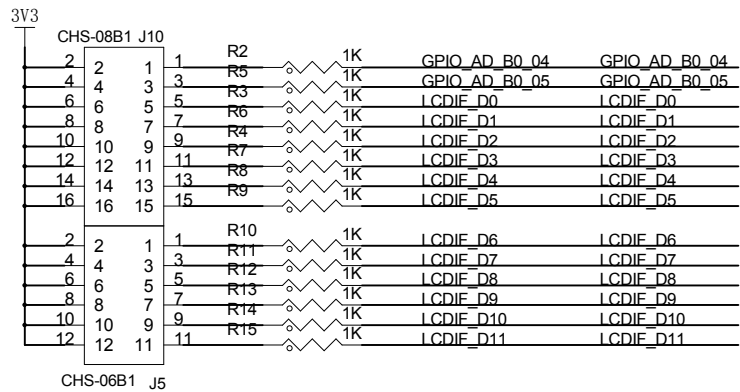 3V3
CHS-08B1 J10
2 2 1 1 R2 1K GPIO_AD_B0_04 GPIO_AD_B0_04
4 4 3 3 R5 1K GPIO_AD_B0_05 GPIO_AD_B0_05
6 6 5 5 R3 1K LCDIF_D0 LCDIF_D0
8 8 7 7 R6 1K LCDIF_D1 LCDIF_D1
10 10 9 9 R4 1K LCDIF_D2 LCDIF_D2
12 12 11 11 R7 1K LCDIF_D3 LCDIF_D3
14 14 13 13 R8 1K LCDIF_D4 LCDIF_D4
16 16 15 15 R9 1K LCDIF_D5 LCDIF_D5
2 2 1 1 R10 1K LCDIF_D6 LCDIF_D6
4 4 3 3 R11 1K LCDIF_D7 LCDIF_D7
6 6 5 5 R12 1K LCDIF_D8 LCDIF_D8
8 8 7 7 R13 1K LCDIF_D9 LCDIF_D9
10 10 9 9 R14 1K LCDIF_D10 LCDIF_D10
12 12 11 11 R15 1K LCDIF_D11 LCDIF_D11
CHS-06B1 J5